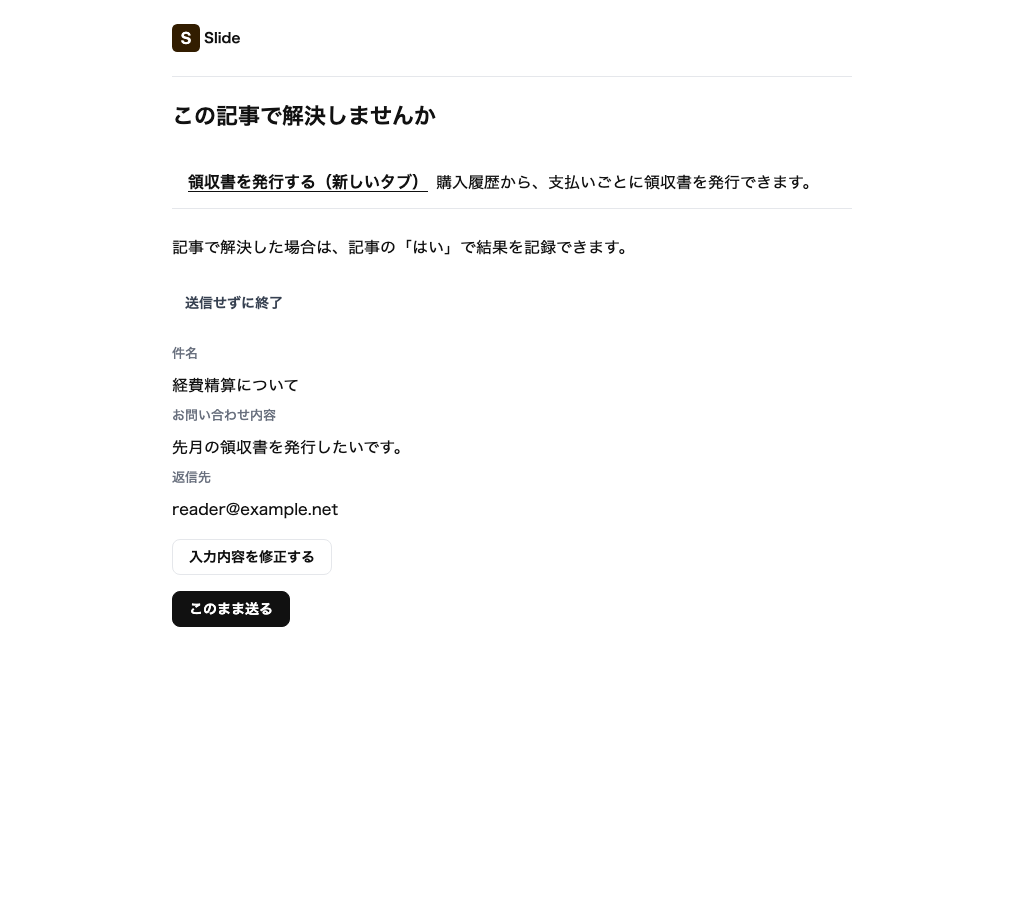 S Slide
この記事で解決しませんか
領収書を発行する（新しいタブ） 購入履歴から、支払いごとに領収書を発行できます。
記事で解決した場合は、記事の「はい」で結果を記録できます。
送信せずに終了
件名
経費精算について
お問い合わせ内容
先月の領収書を発行したいです。
返信先
reader@example.net
入力内容を修正する
このまま送る